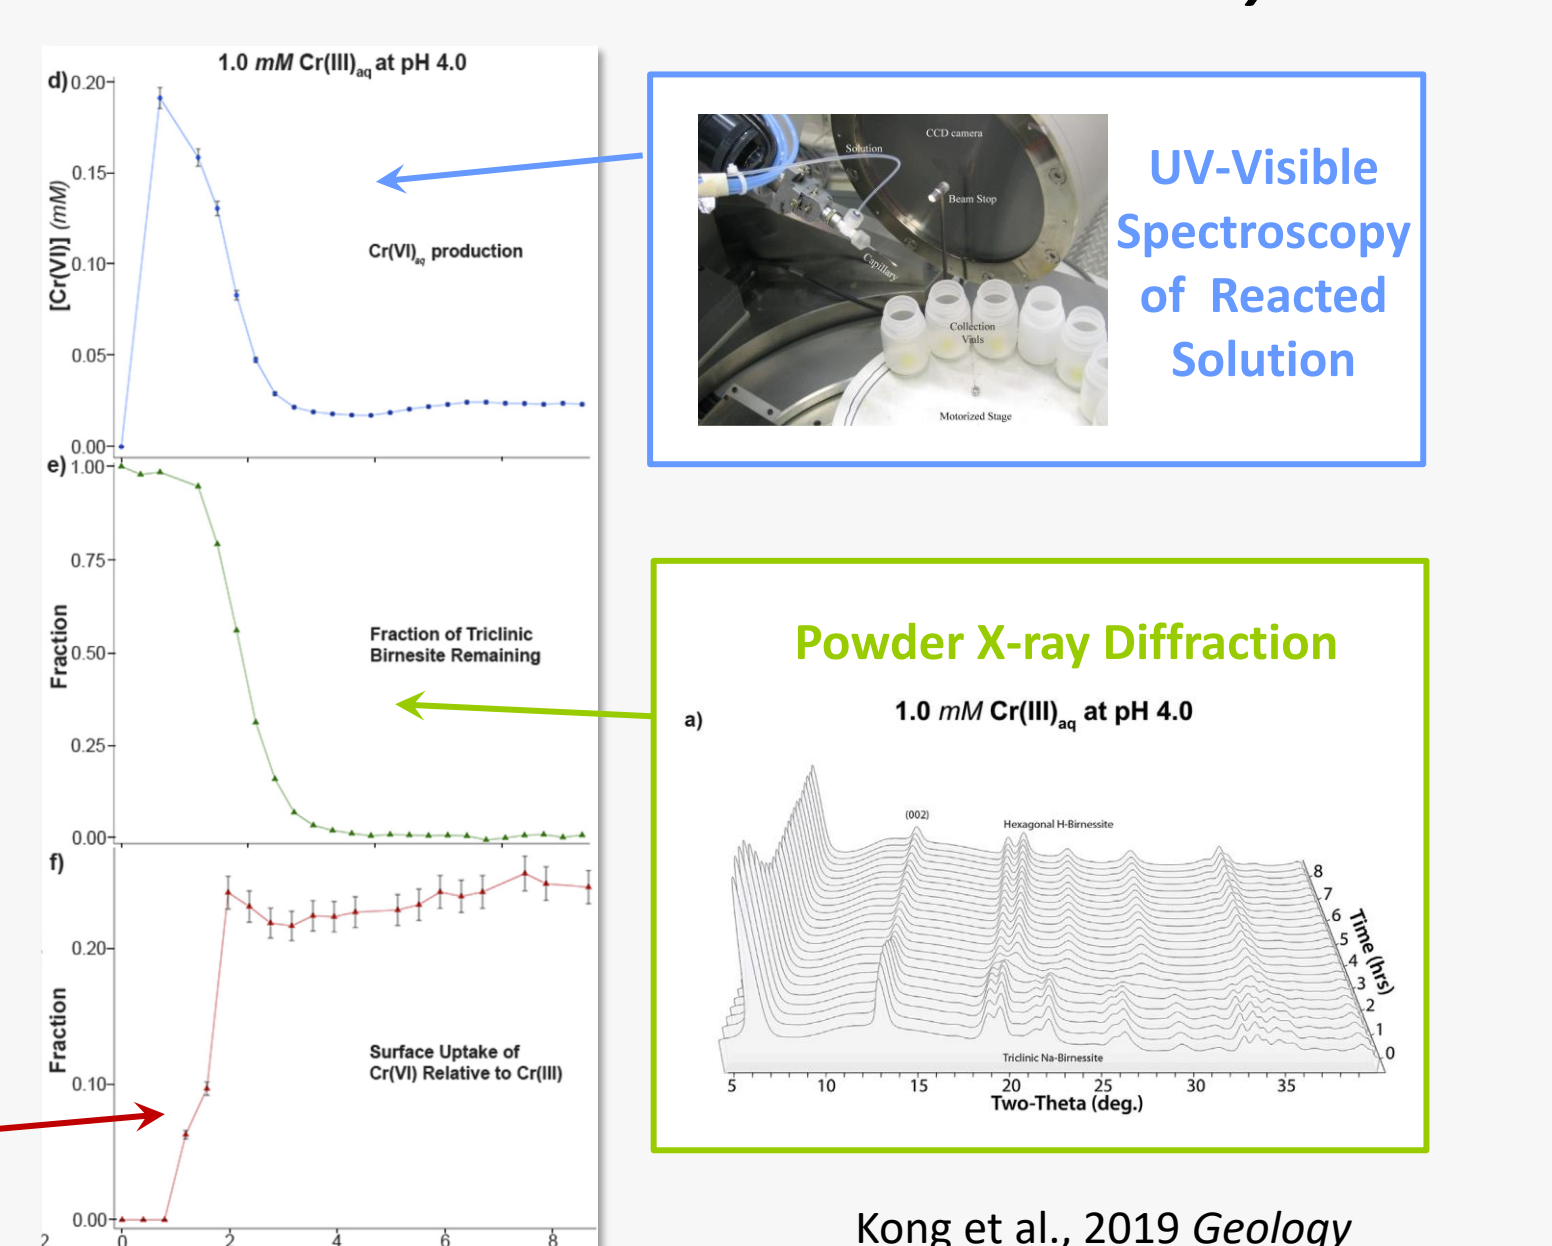 1.0 mM Cr(III)aq at pH 4.0
d)
0.20
0.15
0.10
0.05
0.00
[Cr(VI)] (mM)
Cr(VI)aq production
e)
1.00
0.75
0.50
0.25
0.00
Fraction
Fraction of Triclinic
Birnesite Remaining
f)
0.20
0.10
0.00
Fraction
Surface Uptake of
Cr(VI) Relative to Cr(III)
2
0 2 4 6 8
CCD camera
Solution
Beam Stop
Capillary
Collection
Vials
Motorized Stage
UV-Visible
Spectroscopy
of Reacted
Solution
Powder X-ray Diffraction
1.0 mM Cr(III)aq at pH 4.0
a)
(002)
Hexagonal H-Birnessite
8
7
6
5
4
3
2
1
0
Time (hrs)
Triclinic Na-Birnessite
5 10 15 20 25 30 35
Two-Theta (deg.)
Kong et al., 2019 Geology